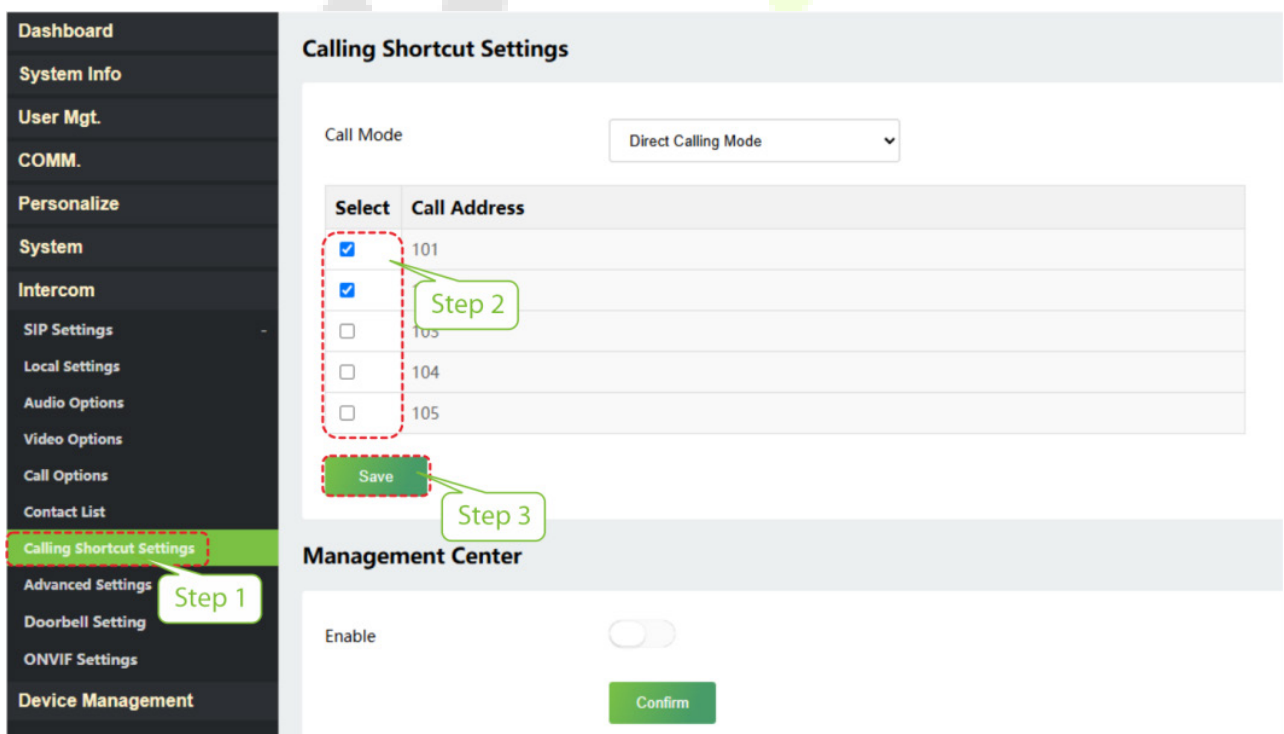 Dashboard
System Info
User Mgt.
COMM.
Personalize
System
Intercom
SIP Settings -
Local Settings
Audio Options
Video Options
Call Options
Contact List
Calling Shortcut Settings
Step 1
Advanced Settings
Doorbell Setting
ONVIF Settings
Device Management
Calling Shortcut Settings
Call Mode Direct Calling Mode
Select Call Address
101
Step 2
103
104
105
Save
Step 3
Management Center
Enable
Confirm